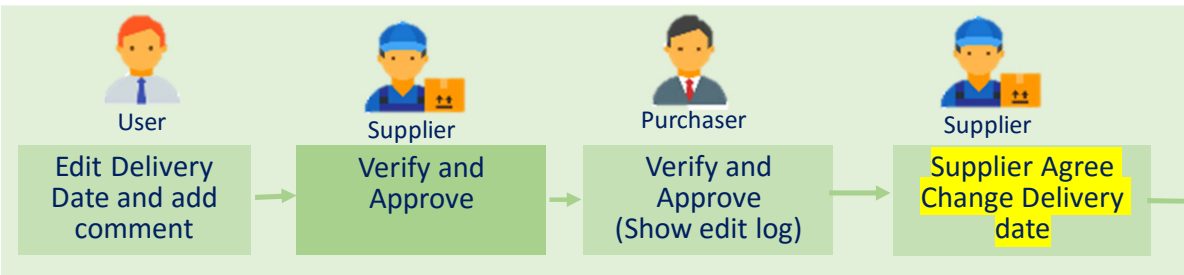 User
Supplier
Purchaser
Supplier
Edit Delivery
Date and add
comment
Verify and
Approve
Verify and
Approve
(Show edit log)
Supplier Agree
Change Delivery
date